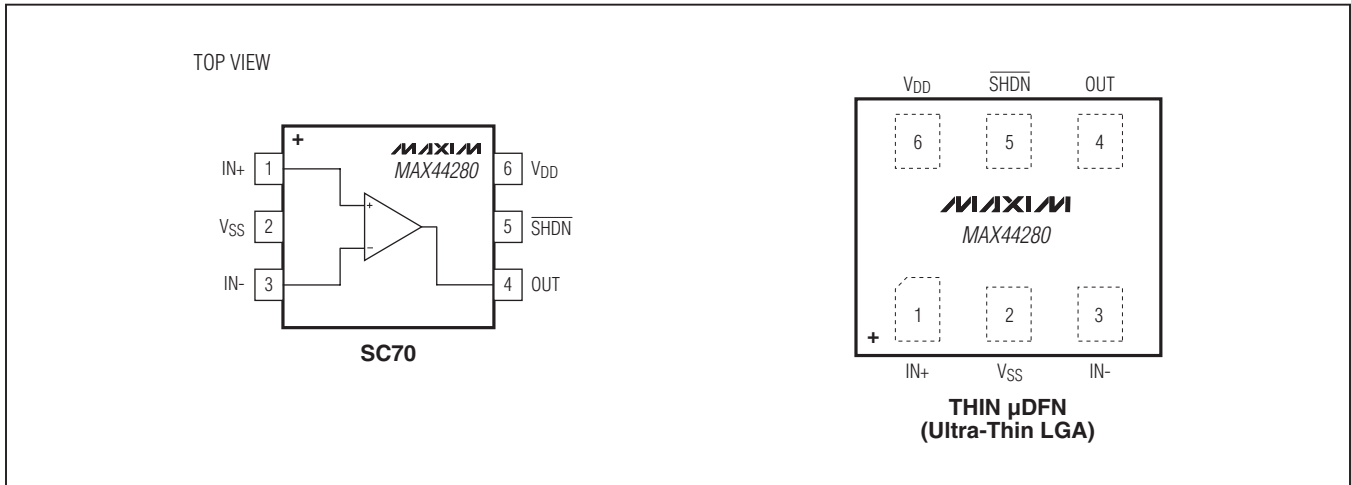 TOP VIEW
+
MAXIM
MAX44280
IN+ 1
6 VDD
+
VSS 2
5 SHDN
−
IN- 3
4 OUT
SC70
VDD SHDN OUT
6 5 4
MAXIM
MAX44280
1 2 3
+
IN+ VSS IN-
THIN µDFN
(Ultra-Thin LGA)